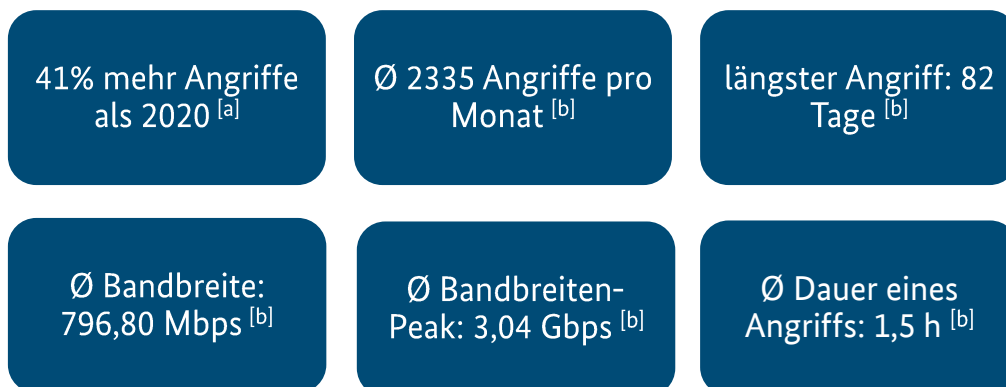 41% mehr Angriffe
als 2020 [a]
Ø 2335 Angriffe pro
Monat [b]
längster Angriff: 82
Tage [b]
Ø Bandbreite:
796,80 Mbps [b]
Ø Bandbreiten-
Peak: 3,04 Gbps [b]
Ø Dauer eines
Angriffs: 1,5 h [b]